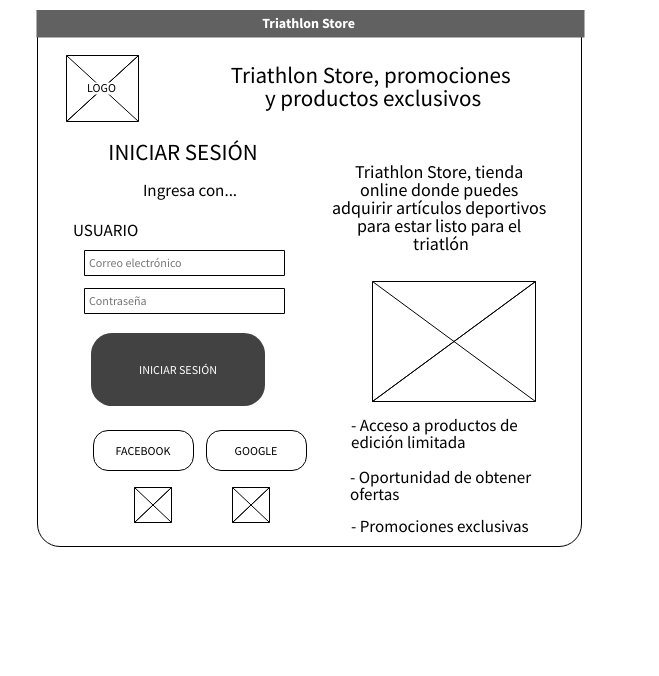 Triathlon Store
LOGO
Triathlon Store, promociones
y productos exclusivos
INICIAR SESIÓN
Ingresa con...
USUARIO
Correo electrónico
Contraseña
INICIAR SESIÓN
FACEBOOK
GOOGLE
Triathlon Store, tienda
online donde puedes
adquirir artículos deportivos
para estar listo para el
triatlón
- Acceso a productos de
edición limitada
- Oportunidad de obtener
ofertas
- Promociones exclusivas